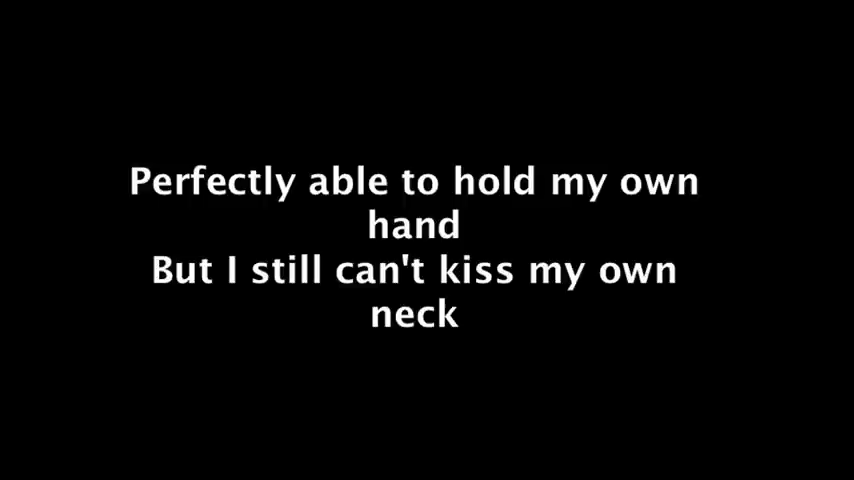 Perfectly able to hold my own
hand
But I still can't kiss my own
neck